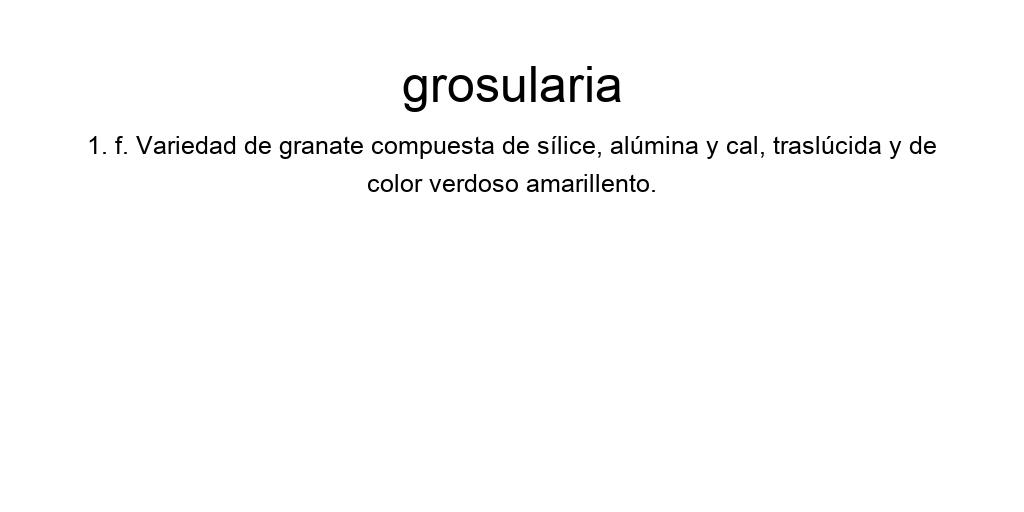 grosularia
1. f. Variedad de granate compuesta de sílice, alúmina y cal, traslúcida y de
color verdoso amarillento.